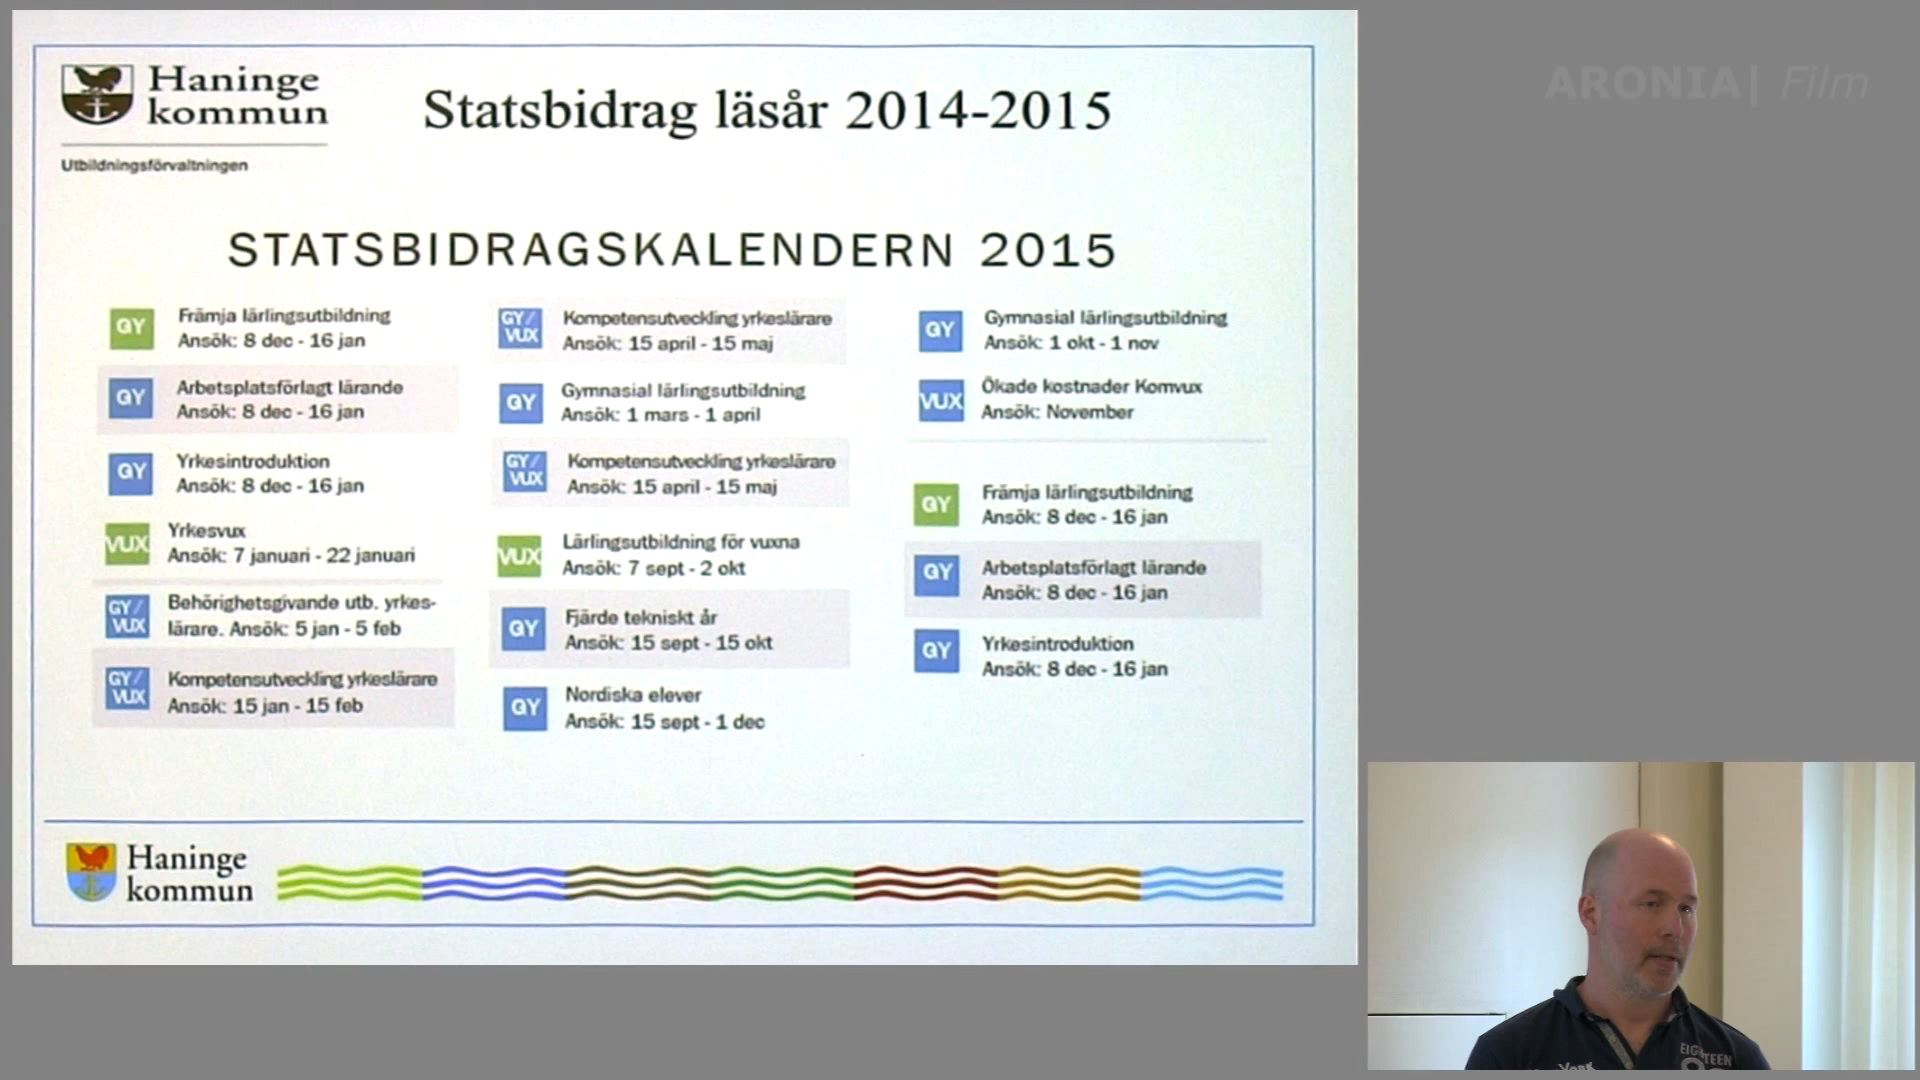 Haninge
kommun
Utbildningsförvaltningen
Statsbidrag läsår 2014-2015
STATSBIDRAGSKALENDERN 2015
GY
Främja lärlingsutbildning
Ansök: 8 dec - 16 jan
GY
Arbetsplatsförlagt lärande
Ansök: 8 dec - 16 jan
GY
Yrkesintroduktion
Ansök: 8 dec - 16 jan
VUX
Yrkesvux
Ansök: 7 januari - 22 januari
GY/
VUX
Behörighetsgivande utb. yrkes-
lärare. Ansök: 5 jan - 5 feb
GY/
VUX
Kompetensutveckling yrkeslärare
Ansök: 15 jan - 15 feb
GY/
VUX
Kompetensutveckling yrkeslärare
Ansök: 15 april - 15 maj
GY
Gymnasial lärlingsutbildning
Ansök: 1 mars - 1 april
GY/
VUX
Kompetensutveckling yrkeslärare
Ansök: 15 april - 15 maj
VUX
Lärlingsutbildning för vuxna
Ansök: 7 sept - 2 okt
GY
Fjärde tekniskt år
Ansök: 15 sept - 15 okt
GY
Nordiska elever
Ansök: 15 sept - 1 dec
GY
Gymnasial lärlingsutbildning
Ansök: 1 okt - 1 nov
VUX
Ökade kostnader Komvux
Ansök: November
GY
Främja lärlingsutbildning
Ansök: 8 dec - 16 jan
GY
Arbetsplatsförlagt lärande
Ansök: 8 dec - 16 jan
GY
Yrkesintroduktion
Ansök: 8 dec - 16 jan
Haninge
kommun
ARONIA| Film
York